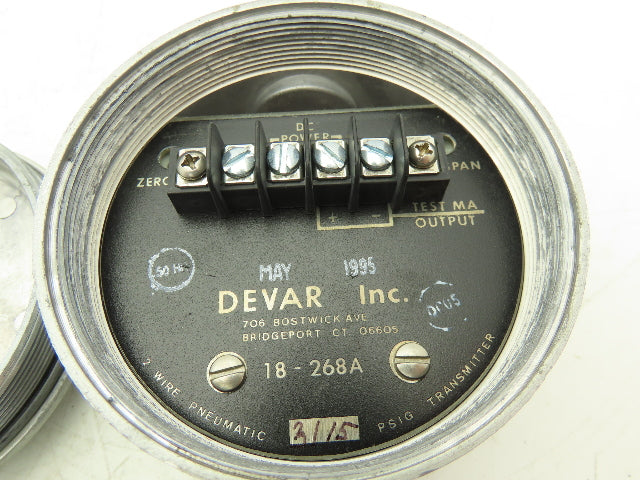 DC
POWER
ZERO
SPAN
+ -
TEST MA
OUTPUT
MAY 1995
DEVAR Inc.
706 BOSTWICK AVE
BRIDGEPORT CT. 06605
18-268A
2 WIRE PNEUMATIC 3/15 PSIG TRANSMITTER